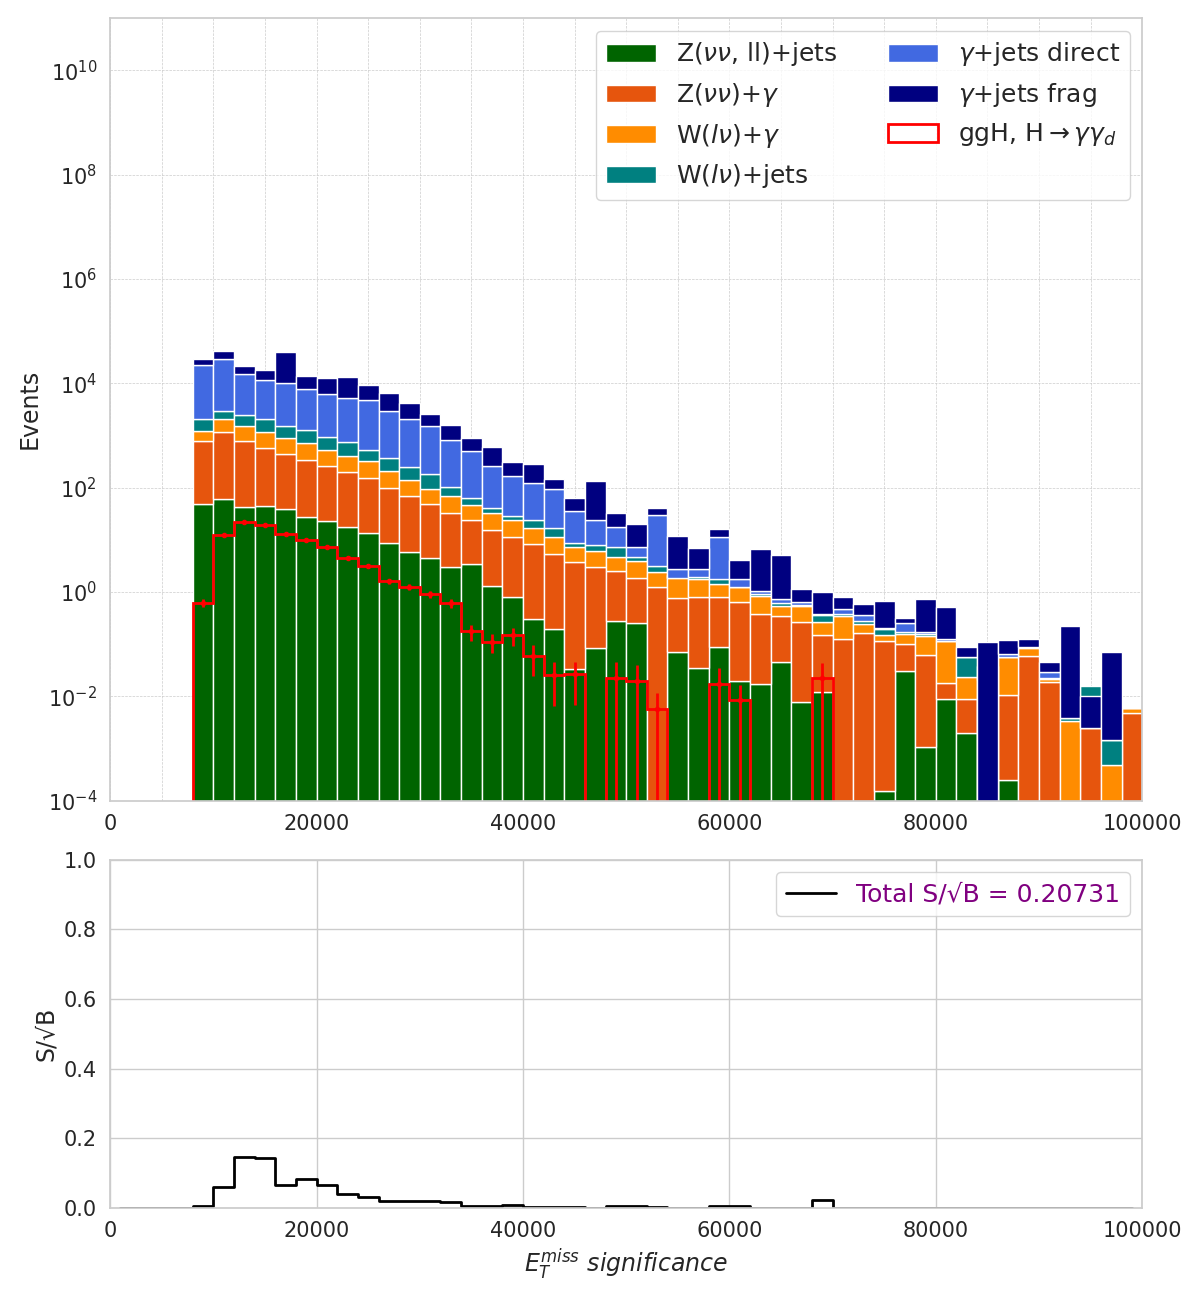 Z(νν, ll)+jets
Z(νν)+γ
W(lν)+γ
W(lν)+jets
γ+jets direct
γ+jets frag
ggH, H→γγ_d
Events
10^10
10^8
10^6
10^4
10^2
10^0
10^−2
10^−4
0 20000 40000 60000 80000 100000
Total S/√B = 0.20731
S/√B
1.0
0.8
0.6
0.4
0.2
0.0
0 20000 40000 60000 80000 100000
E_T^miss significance